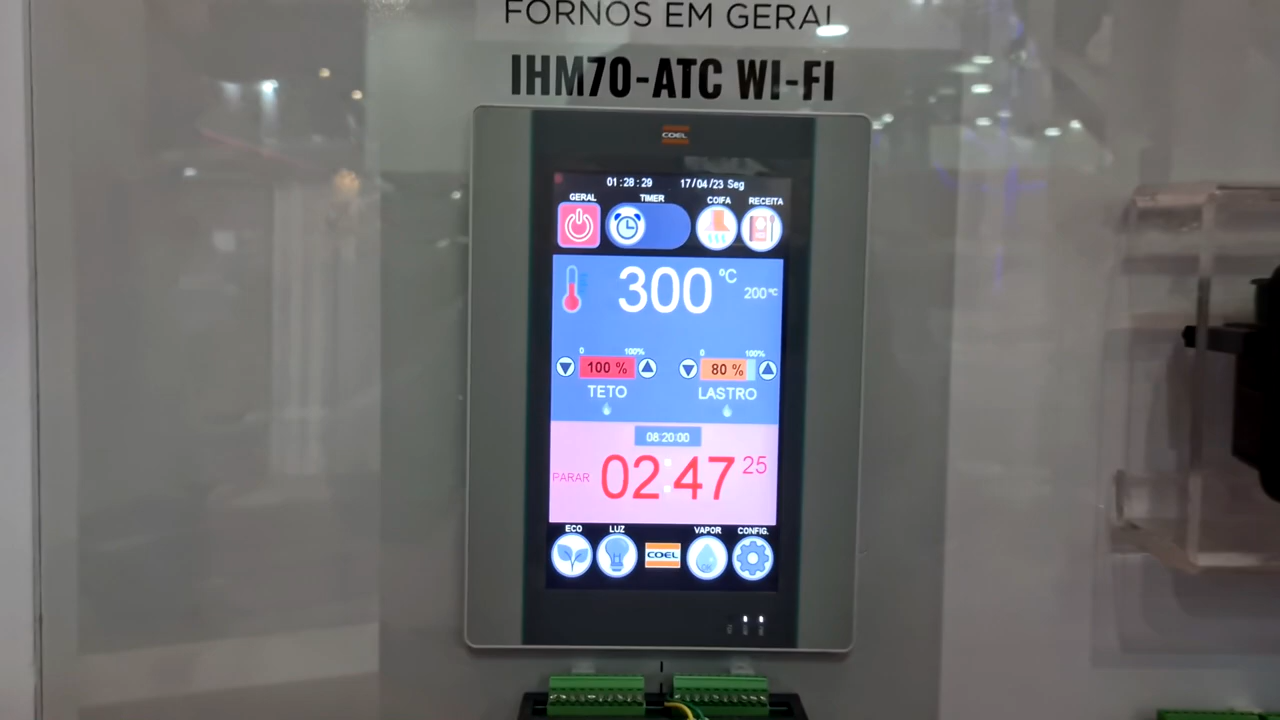 FORNOS EM GERAL
IHM70-ATC WI-FI
COEL
01:28:29 17/04/23 Seg
GERAL TIMER COIFA RECEITA
300 ºC 200 ºC
0 100% 0 100%
100 % 80 %
TETO LASTRO
08:20:00
PARAR 02:47 25
ECO LUZ VAPOR CONFIG.
COEL